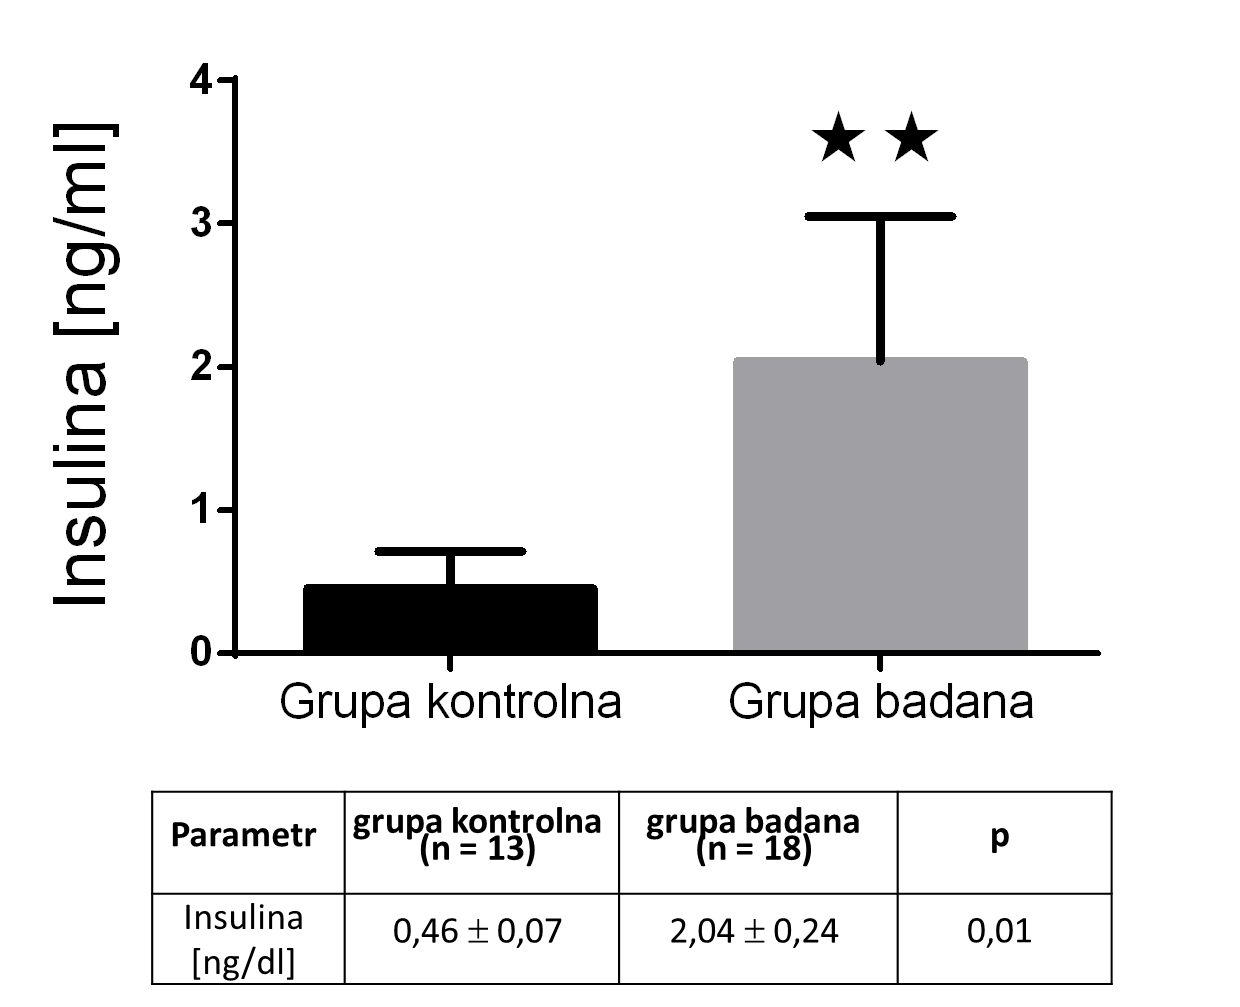 Insulina [ng/ml]
4
3
2
1
0
★ ★
Grupa kontrolna
Grupa badana
Parametr
grupa kontrolna
(n = 13)
grupa badana
(n = 18)
p
Insulina
[ng/dl]
0,46 ± 0,07
2,04 ± 0,24
0,01